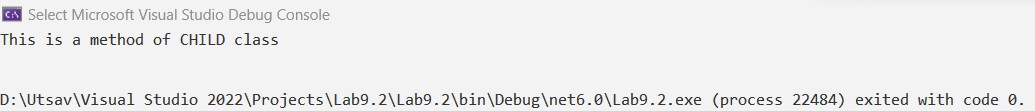 C:\ Select Microsoft Visual Studio Debug Console
This is a method of CHILD class
D:\Utsav\Visual Studio 2022\Projects\Lab9.2\Lab9.2\bin\Debug\net6.0\Lab9.2.exe (process 22484) exited with code 0.